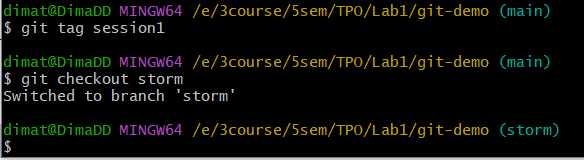 dimat@DimaDD MINGW64 /e/3course/5sem/TPO/Lab1/git-demo (main)
$ git tag session1
dimat@DimaDD MINGW64 /e/3course/5sem/TPO/Lab1/git-demo (main)
$ git checkout storm
Switched to branch 'storm'
dimat@DimaDD MINGW64 /e/3course/5sem/TPO/Lab1/git-demo (storm)
$